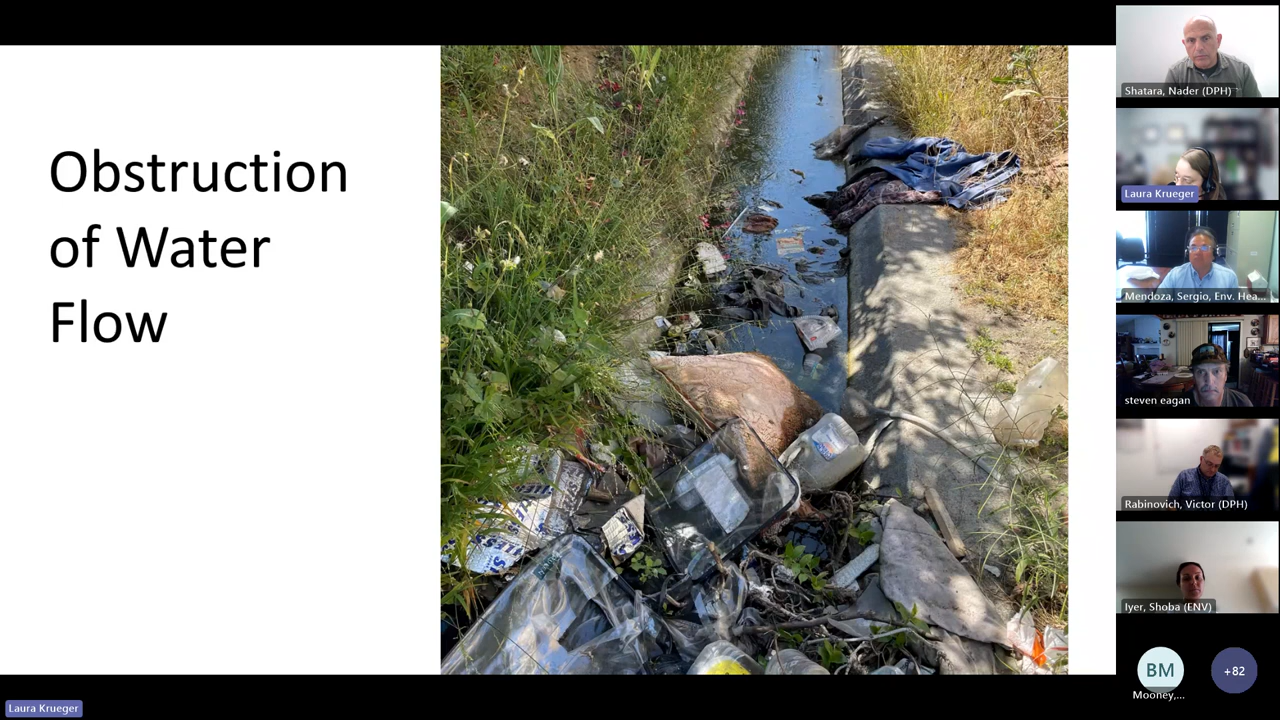 Obstruction
of Water
Flow
Shatara, Nader (DPH)
Laura Krueger
Mendoza, Sergio, Env. Hea...
steven eagan
Rabinovich, Victor (DPH)
Iyer, Shoba (ENV)
BM
+82
Mooney,...
Laura Krueger